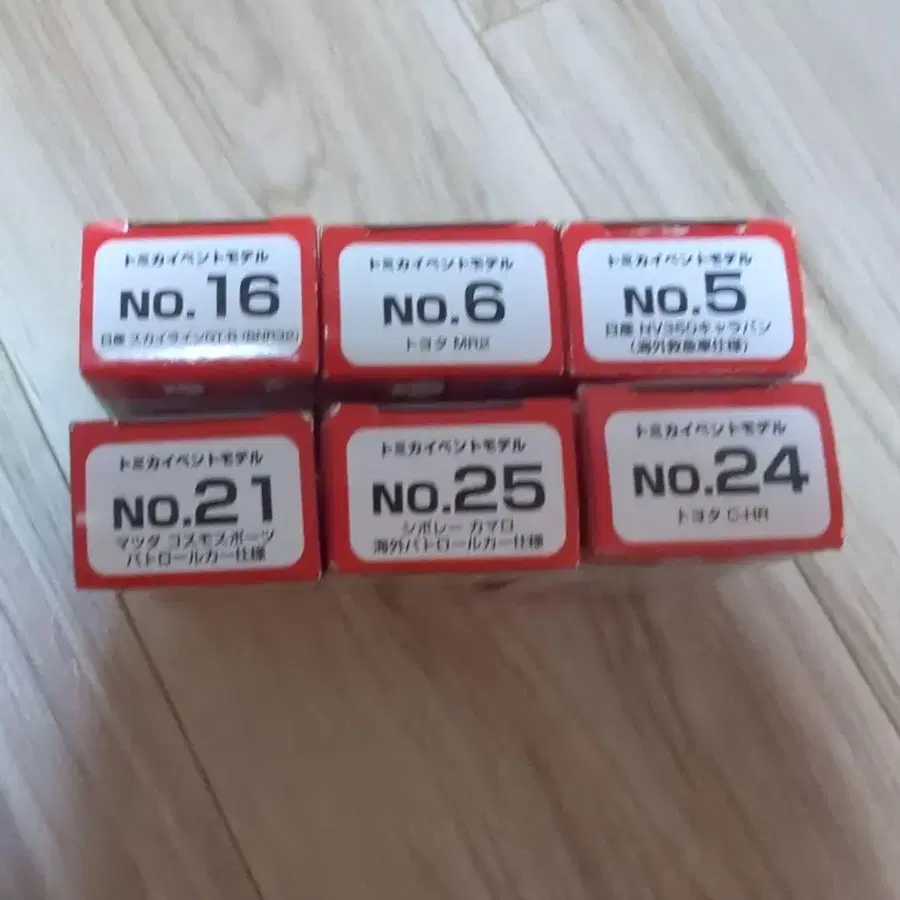 トミカイベントモデル
NO.16
日産 スカイラインGT-R (BNR32)
トミカイベントモデル
NO.6
トヨタ MR2
トミカイベントモデル
NO.5
日産 NV350キャラバン
(海外救急車仕様)
トミカイベントモデル
NO.21
マツダ コスモスポーツ
パトロールカー仕様
トミカイベントモデル
NO.25
シボレー カマロ
海外パトロールカー仕様
トミカイベントモデル
NO.24
トヨタ C-HR